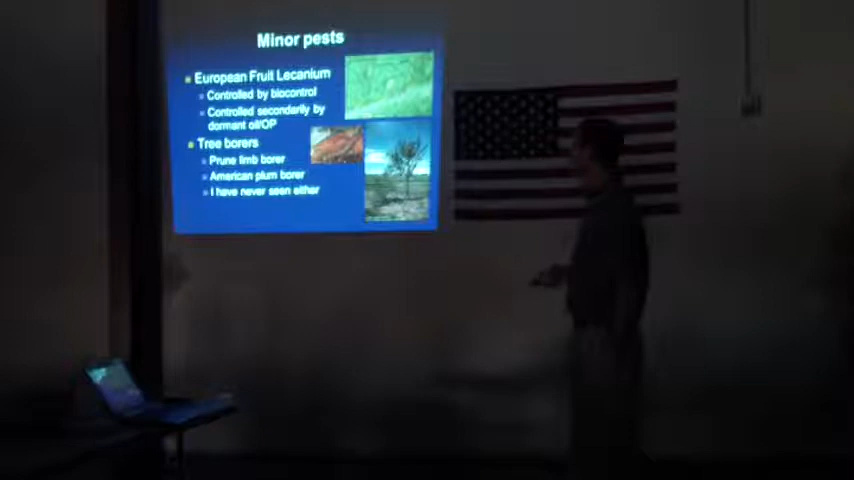 Minor pests
European Fruit Lecanium
Controlled by biocontrol
Controlled seconderily by
dormant oil/OP
Tree borers
Prune limb borer
American plum borer
I have never seen either